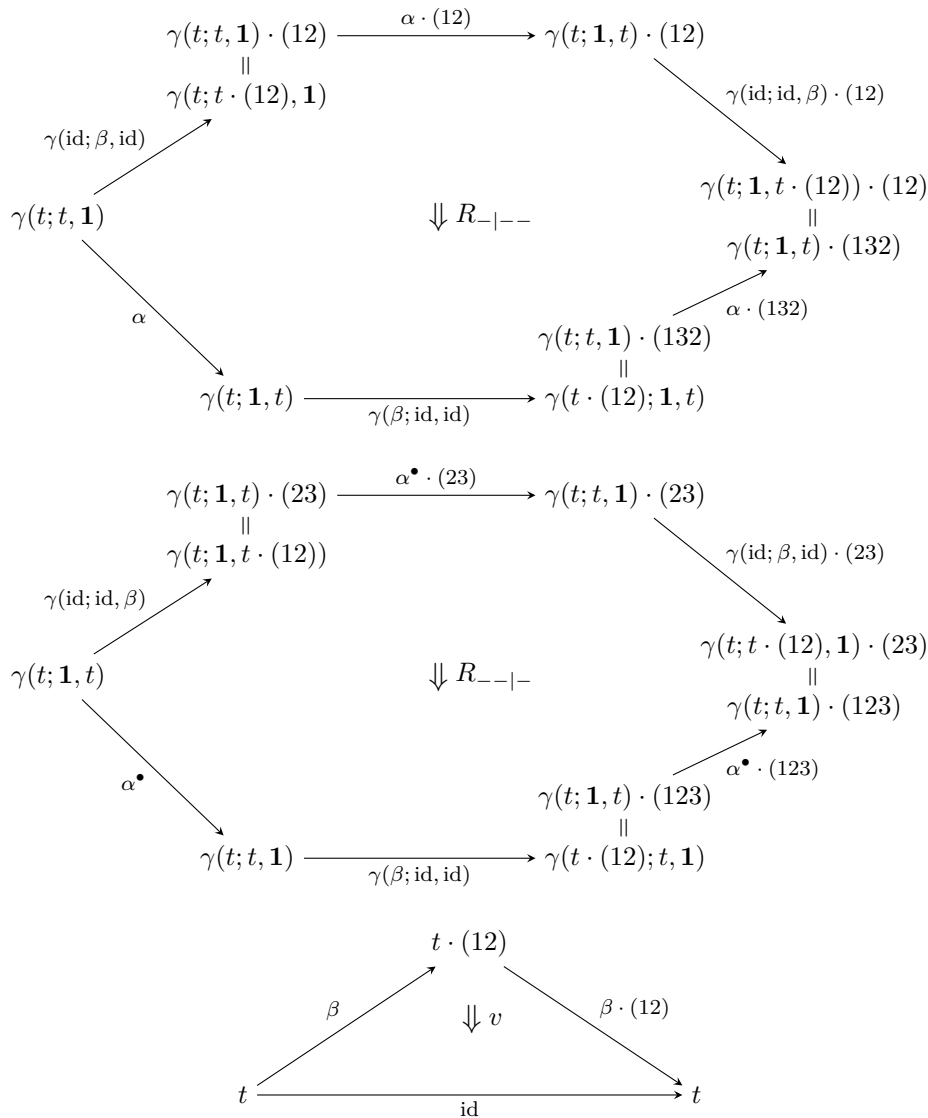 α · (12)
γ(t; t, 𝟏) · (12)
γ(t; 𝟏, t) · (12)
=
γ(t; t · (12), 𝟏)
γ(id; id, β) · (12)
γ(id; β, id)
γ(t; 𝟏, t · (12)) · (12)
γ(t; t, 𝟏)
⇓ R₋|₋₋
=
γ(t; 𝟏, t) · (132)
α
α · (132)
γ(t; t, 𝟏) · (132)
=
γ(t; 𝟏, t)
γ(t · (12); 𝟏, t)
γ(β; id, id)
α• · (23)
γ(t; 𝟏, t) · (23)
γ(t; t, 𝟏) · (23)
=
γ(t; 𝟏, t · (12))
γ(id; β, id) · (23)
γ(id; id, β)
γ(t; t · (12), 𝟏) · (23)
γ(t; 𝟏, t)
⇓ R₋₋|₋
=
γ(t; t, 𝟏) · (123)
α•
α• · (123)
γ(t; 𝟏, t) · (123)
=
γ(t; t, 𝟏)
γ(t · (12); t, 𝟏)
γ(β; id, id)
t · (12)
β
⇓ v
β · (12)
t
t
id